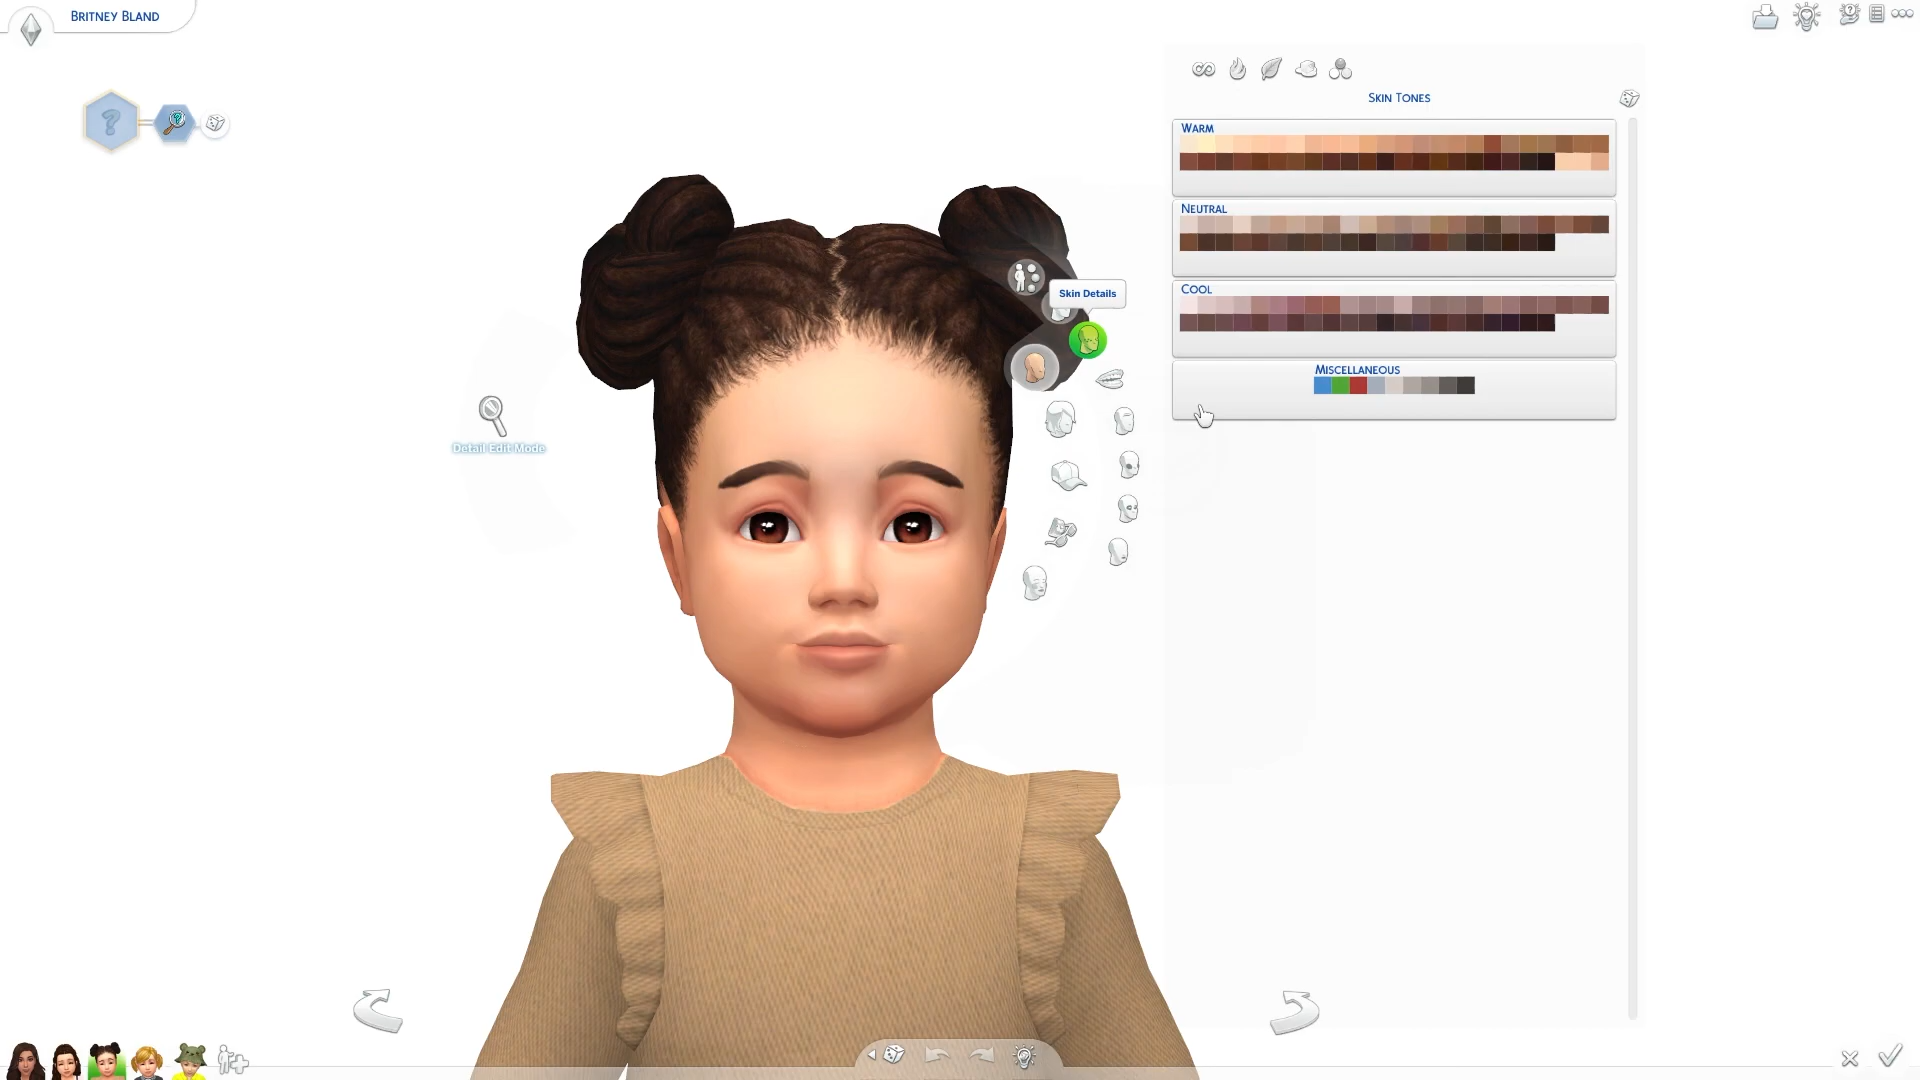 BRITNEY BLAND
SKIN TONES
WARM
NEUTRAL
Skin Details
COOL
MISCELLANEOUS
Detail Edit Mode